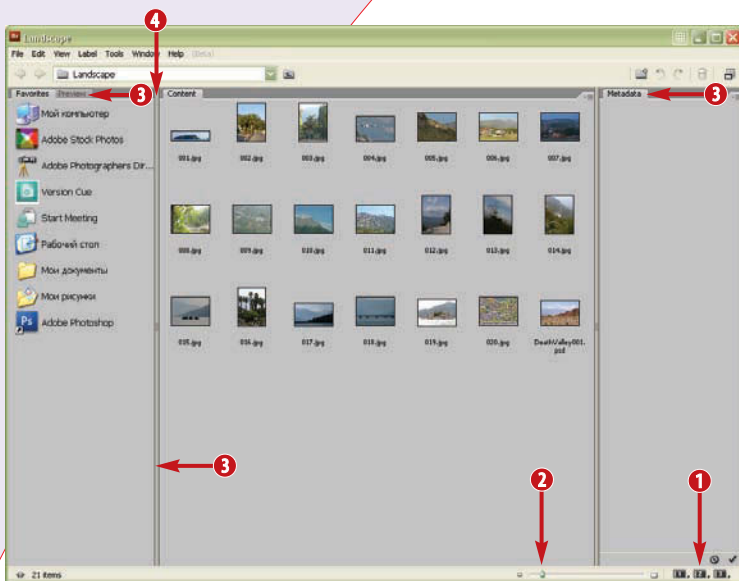 Landscape
File Edit View Label Tools Window Help (Beta)
Landscape
4
Favorites Preview
3
Content
Metadata
3
Мой компьютер
Adobe Stock Photos
Adobe Photographers Dir...
Version Cue
Start Meeting
Рабочий стол
Мои документы
Мои рисунки
Ps Adobe Photoshop
001.jpg 002.jpg 003.jpg 004.jpg 005.jpg 006.jpg 007.jpg
008.jpg 009.jpg 010.jpg 011.jpg 012.jpg 013.jpg 014.jpg
015.jpg 016.jpg 017.jpg 018.jpg 019.jpg 020.jpg DeathValley001.
psd
3
2
1
21 items
1 2 3